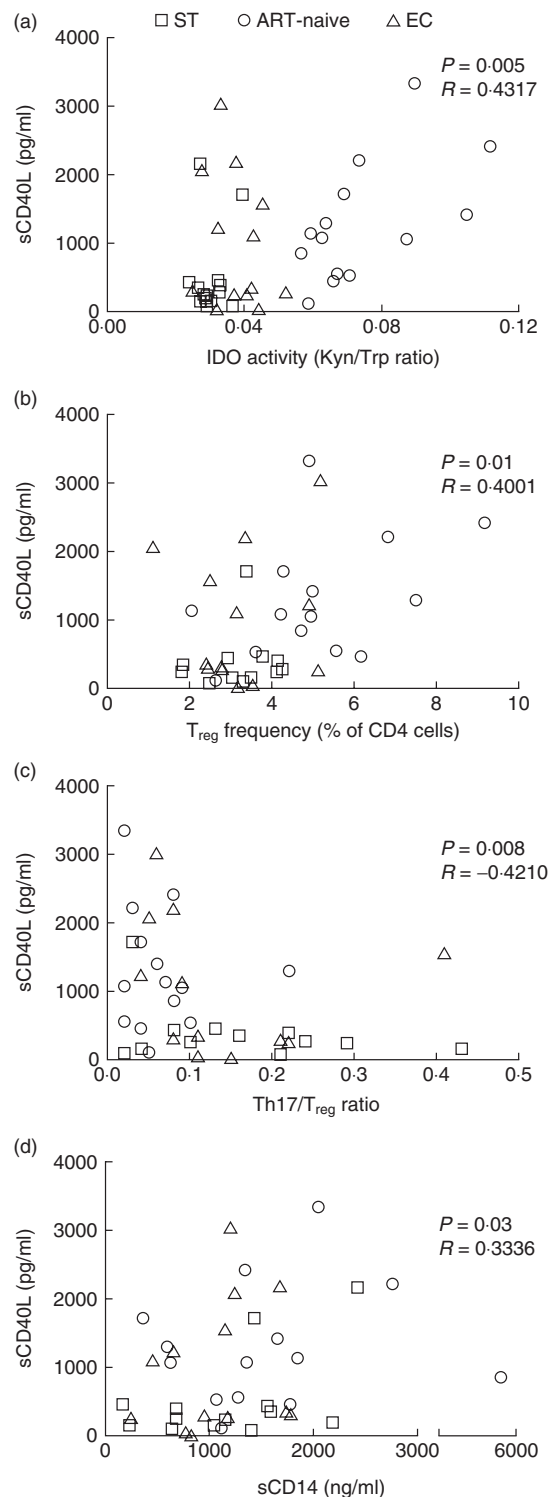 (a)
ST ART-naive EC
4000
3000
2000
1000
0
sCD40L (pg/ml)
P = 0·005
R = 0·4317
0·00 0·04 0·08 0·12
IDO activity (Kyn/Trp ratio)
(b)
4000
3000
2000
1000
0
sCD40L (pg/ml)
P = 0·01
R = 0·4001
0 2 4 6 8 10
Treg frequency (% of CD4 cells)
(c)
4000
3000
2000
1000
0
sCD40L (pg/ml)
P = 0·008
R = –0·4210
0·0 0·1 0·2 0·3 0·4 0·5
Th17/Treg ratio
(d)
4000
3000
2000
1000
0
sCD40L (pg/ml)
P = 0·03
R = 0·3336
0 1000 2000 3000 6000
sCD14 (ng/ml)